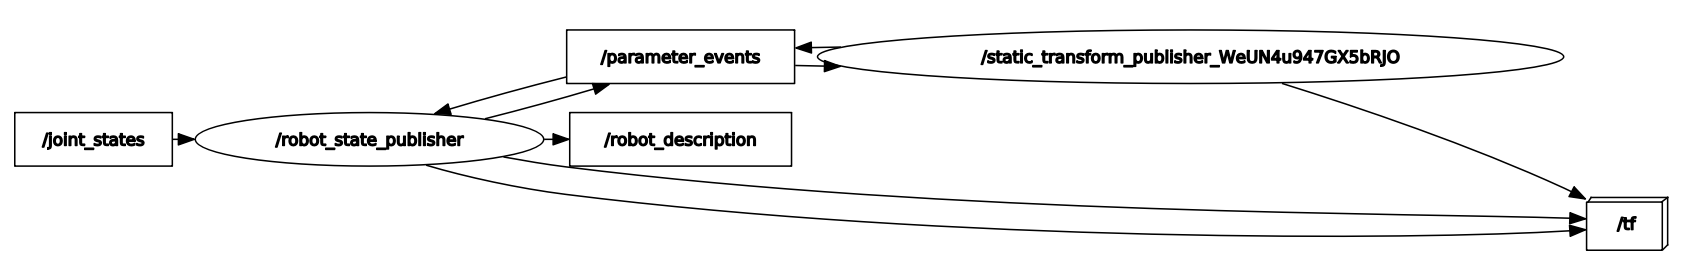 /parameter_events
/static_transform_publisher_WeUN4u947GX5bRJO
/joint_states
/robot_state_publisher
/robot_description
/tf